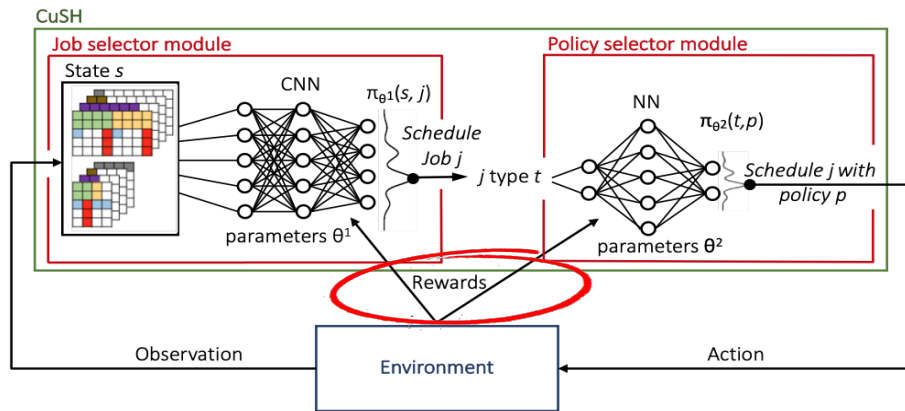 CuSH
Job selector module
State s
CNN
πθ1(s, j)
Schedule
Job j
parameters θ¹
j type t
Policy selector module
NN
πθ2(t,p)
Schedule j with
policy p
parameters θ²
Rewards
Observation
Environment
Action